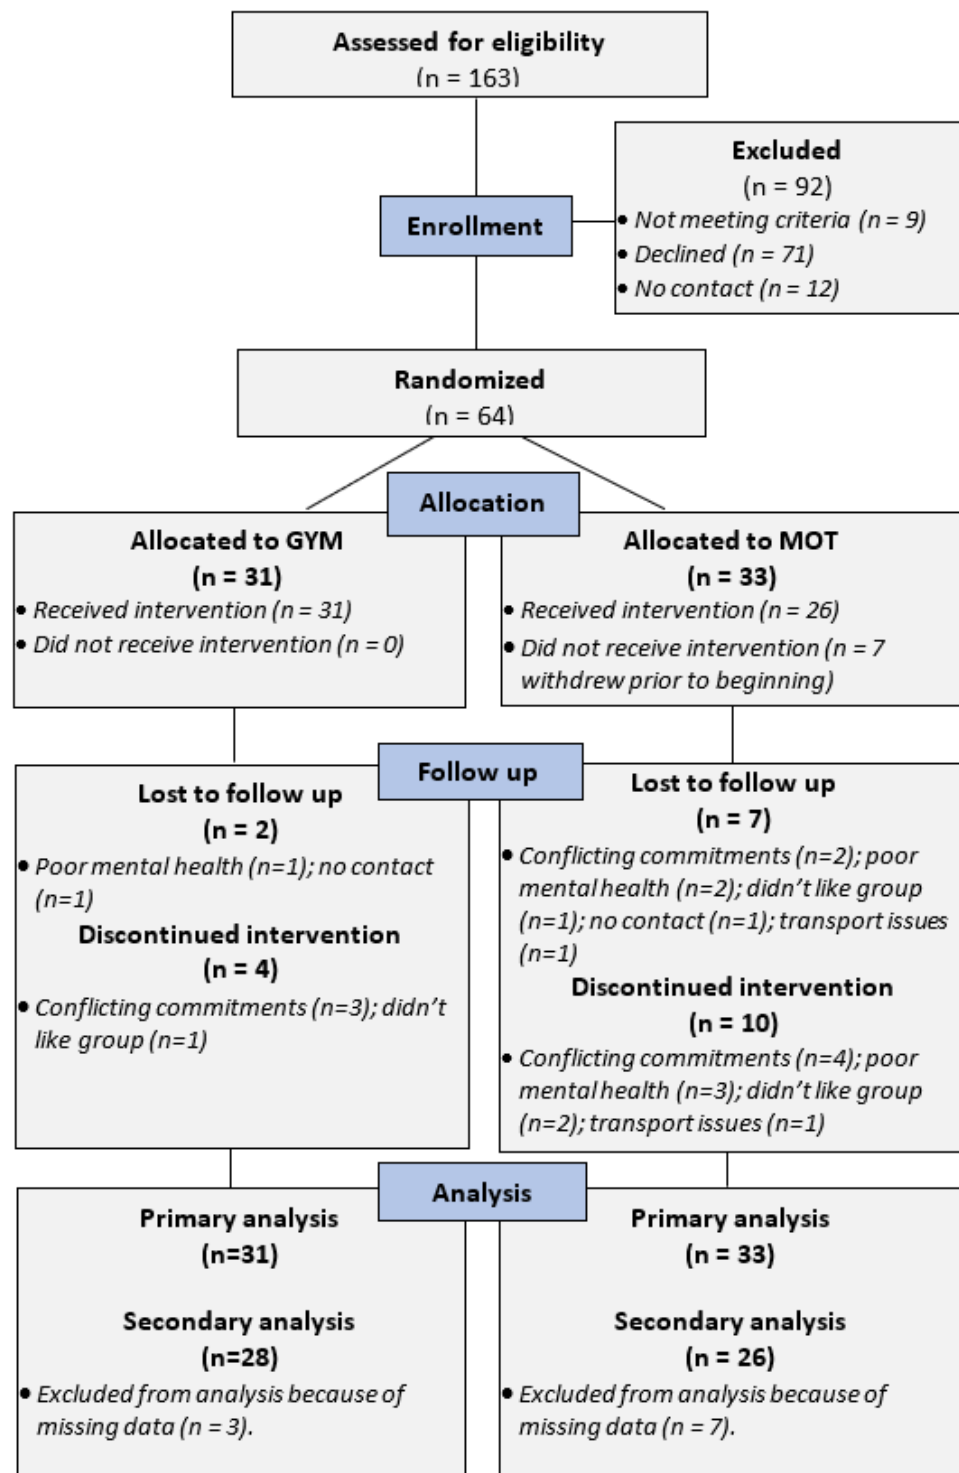 Assessed for eligibility
(n = 163)
Excluded
(n = 92)
• Not meeting criteria (n = 9)
• Declined (n = 71)
• No contact (n = 12)
Enrollment
Randomized
(n = 64)
Allocation
Allocated to GYM
(n = 31)
• Received intervention (n = 31)
• Did not receive intervention (n = 0)
Allocated to MOT
(n = 33)
• Received intervention (n = 26)
• Did not receive intervention (n = 7
withdrew prior to beginning)
Follow up
Lost to follow up
(n = 2)
• Poor mental health (n=1); no contact
(n=1)
Discontinued intervention
(n = 4)
• Conflicting commitments (n=3); didn't
like group (n=1)
Lost to follow up
(n = 7)
• Conflicting commitments (n=2); poor
mental health (n=2); didn't like group
(n=1); no contact (n=1); transport issues
(n=1)
Discontinued intervention
(n = 10)
• Conflicting commitments (n=4); poor
mental health (n=3); didn't like group
(n=2); transport issues (n=1)
Analysis
Primary analysis
(n=31)
Secondary analysis
(n=28)
• Excluded from analysis because of
missing data (n = 3).
Primary analysis
(n = 33)
Secondary analysis
(n = 26)
• Excluded from analysis because of
missing data (n = 7).